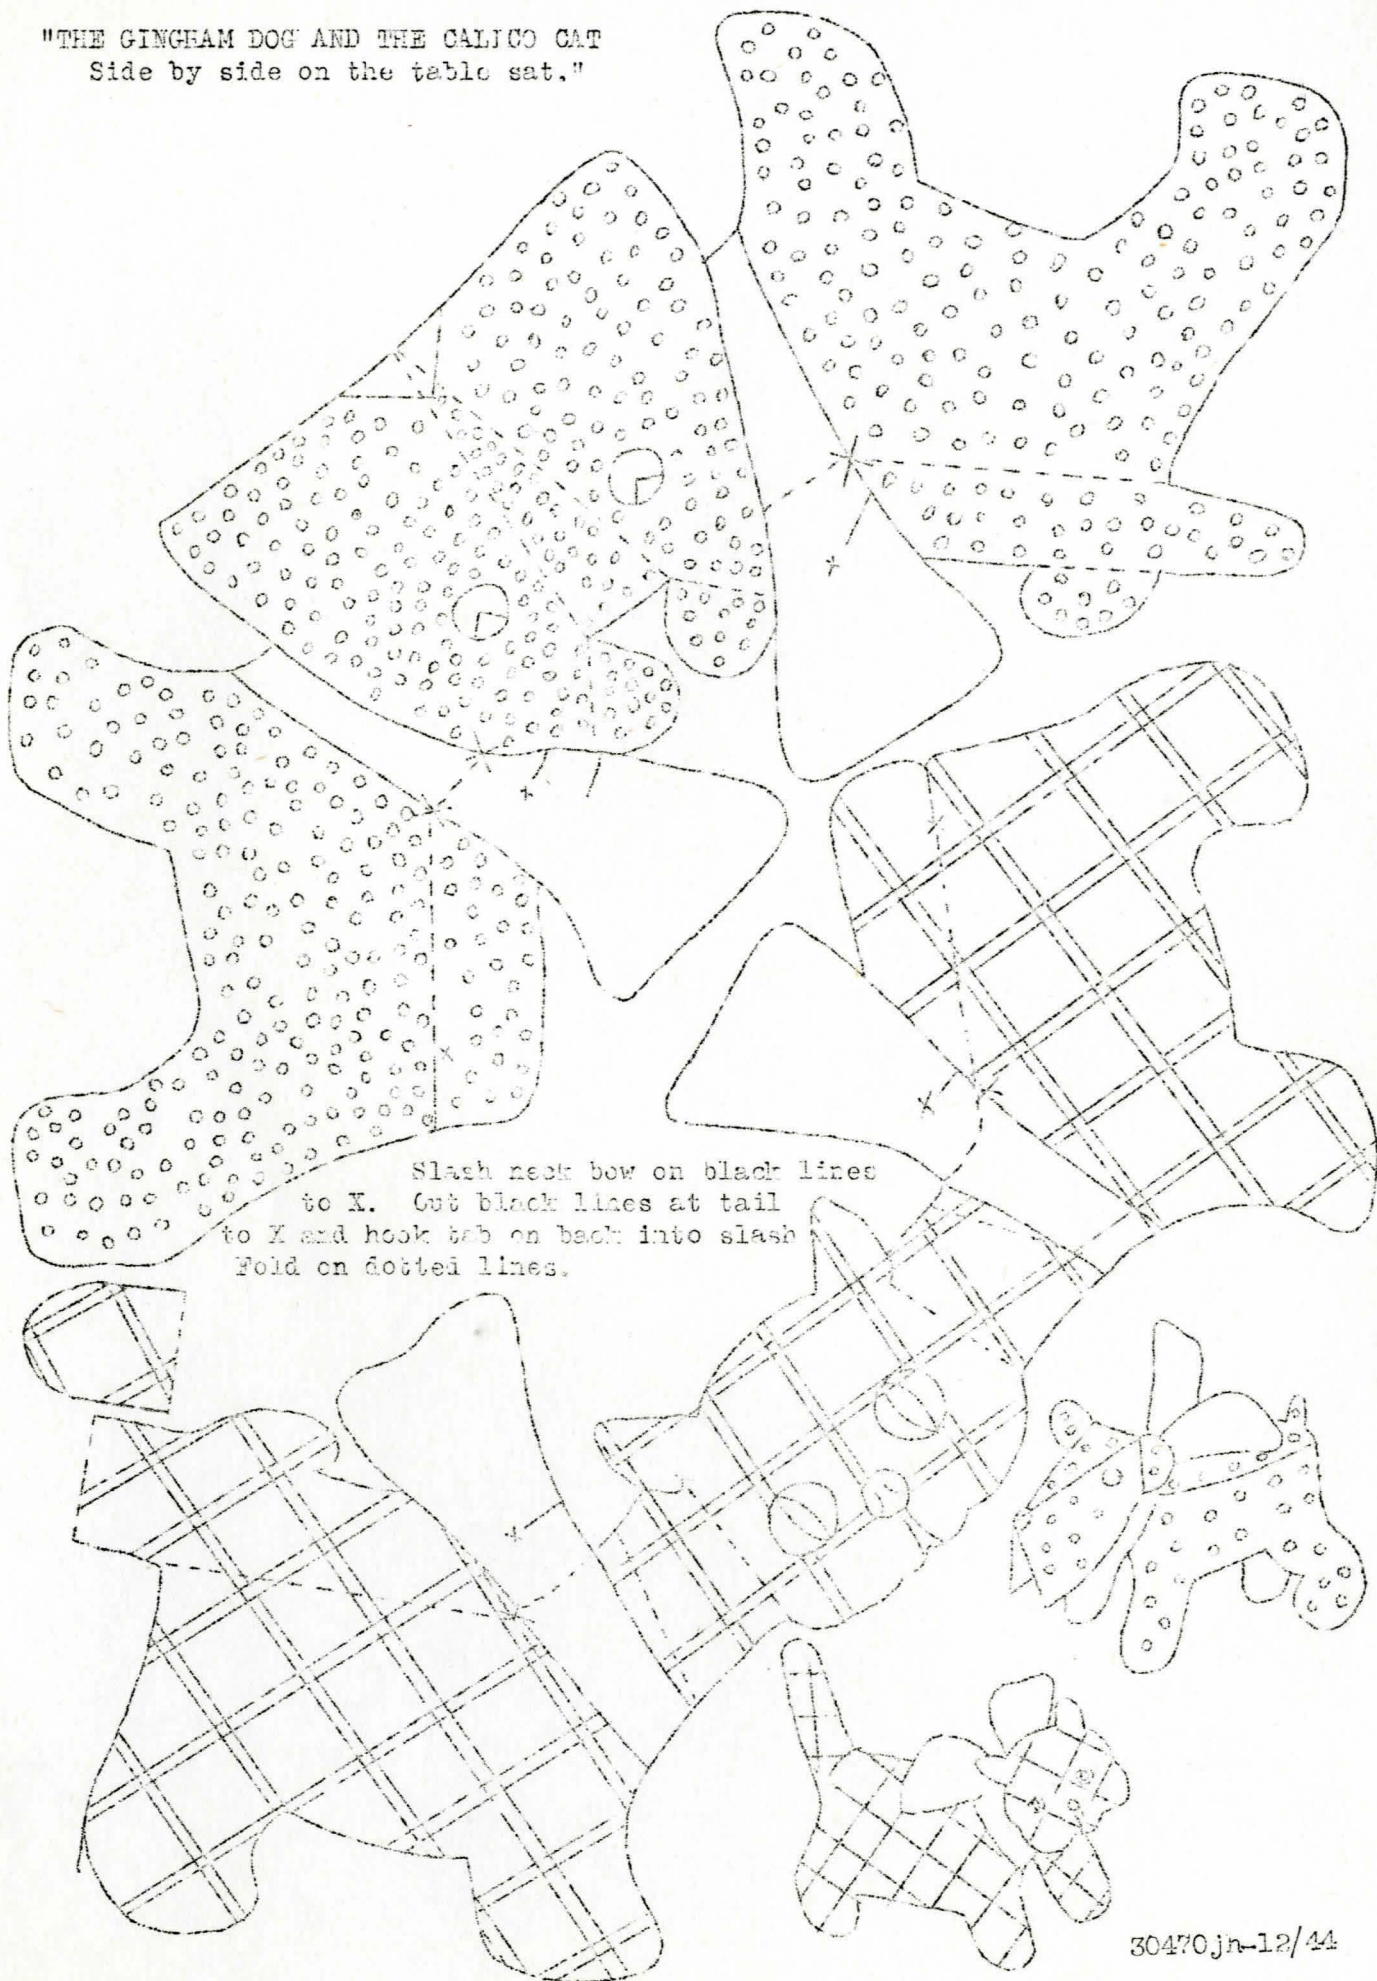 "THE GINGHAM DOG AND THE CALICO CAT
Side by side on the table sat."
Slash neck bow on black lines
to X. Cut black lines at tail
to X and hook tab on back into slash
Fold on dotted lines.
30470jh-12/44